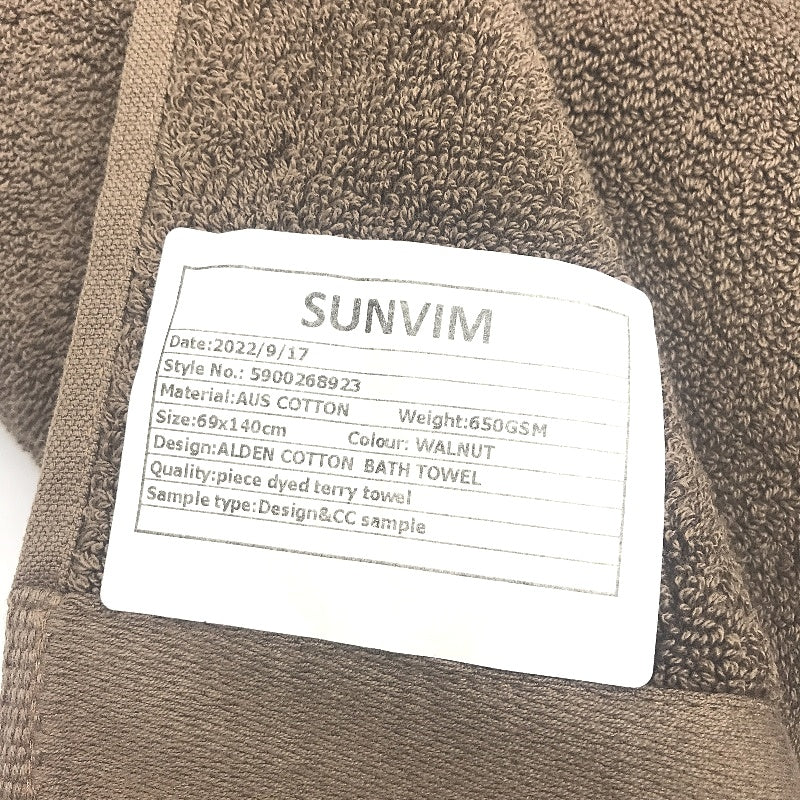 SUNVIM
Date:2022/9/17
Style No.: 5900268923
Material:AUS COTTON Weight:650GSM
Size:69x140cm Colour: WALNUT
Design:ALDEN COTTON BATH TOWEL
Quality:piece dyed terry towel
Sample type:Design&CC sample